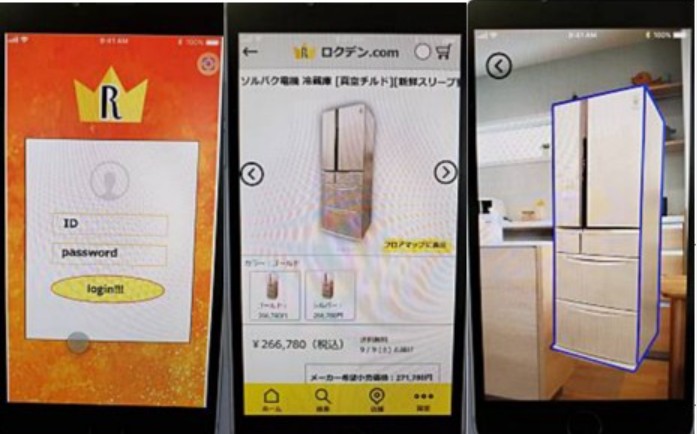 9:41 AM
100%
R
ID
password
login!!!
R ロクデン.com
ソルバク電機 冷蔵庫 [真空チルド][新鮮スリープ
フロアマップに表示
カラー：ゴールド
ゴールド：
266,780円
シルバー：
266,780円
¥266,780（税込）
送料無料
9/9(土)お届け
メーカー希望小売価格：271,780円
ホーム
検索
店舗
設定
9:41 AM
100%